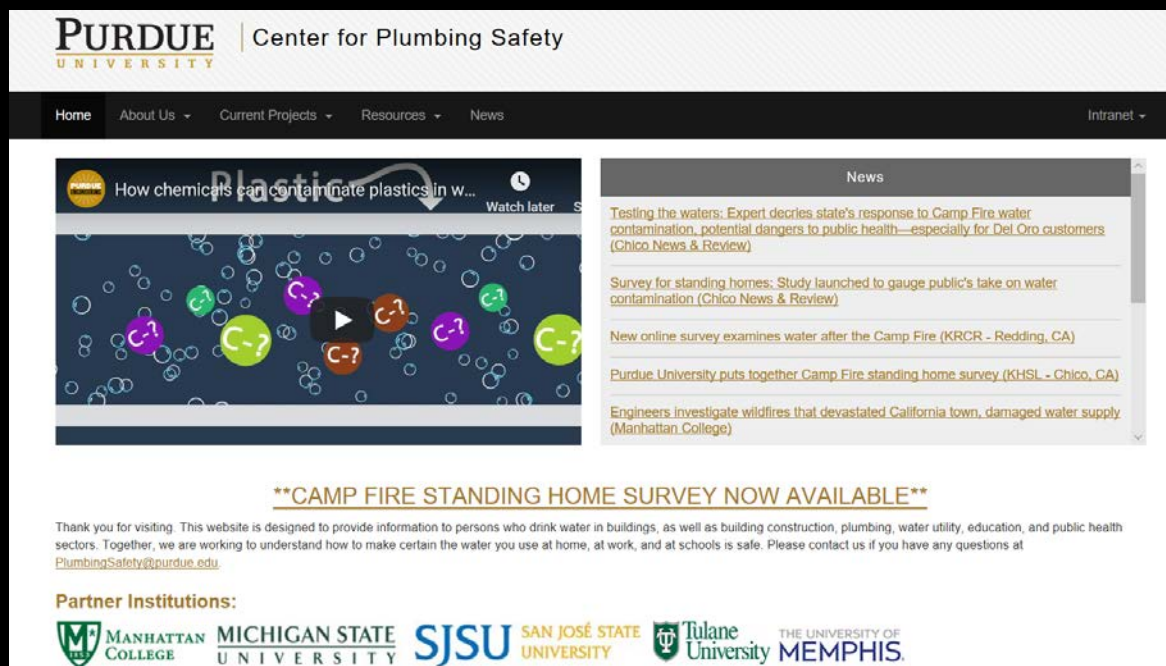 PURDUE
UNIVERSITY
Center for Plumbing Safety
Home About Us Current Projects Resources News Intranet
Plastic
How chemicals can contaminate plastics in w...
Watch later S
C-?
C-?
C-?
C-?
C-?
C-?
C-?
C-?
News
Testing the waters: Expert decries state's response to Camp Fire water
contamination, potential dangers to public health—especially for Del Oro customers
(Chico News & Review)
Survey for standing homes: Study launched to gauge public's take on water
contamination (Chico News & Review)
New online survey examines water after the Camp Fire (KRCR - Redding, CA)
Purdue University puts together Camp Fire standing home survey (KHSL - Chico, CA)
Engineers investigate wildfires that devastated California town, damaged water supply
(Manhattan College)
**CAMP FIRE STANDING HOME SURVEY NOW AVAILABLE**
Thank you for visiting. This website is designed to provide information to persons who drink water in buildings, as well as building construction, plumbing, water utility, education, and public health
sectors. Together, we are working to understand how to make certain the water you use at home, at work, and at schools is safe. Please contact us if you have any questions at
PlumbingSafety@purdue.edu.
Partner Institutions:
MANHATTAN
COLLEGE
MICHIGAN STATE
UNIVERSITY
SJSU SAN JOSÉ STATE
UNIVERSITY
Tulane
University
THE UNIVERSITY OF
MEMPHIS.